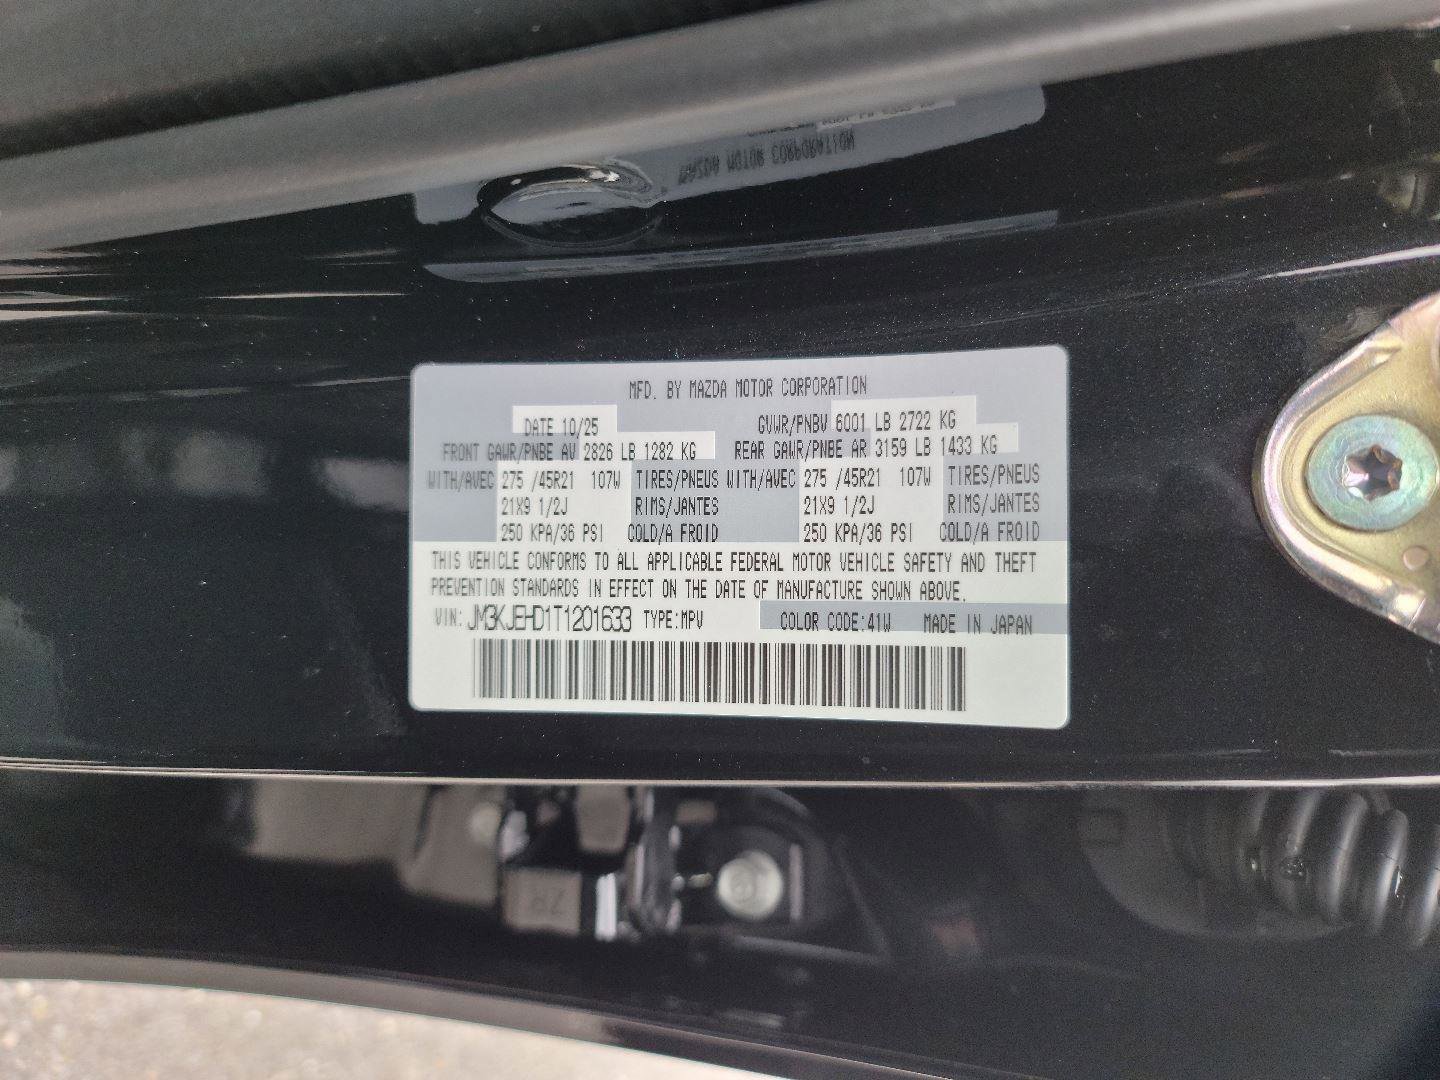 MFD. BY MAZDA MOTOR CORPORATION
DATE 10/25 GVWR/PNBV 6001 LB 2722 KG
FRONT GAWR/PNBE AV 2826 LB 1282 KG REAR GAWR/PNBE AR 3159 LB 1433 KG
WITH/AVEC 275 /45R21 107W TIRES/PNEUS WITH/AVEC 275 /45R21 107W TIRES/PNEUS
21X9 1/2J RIMS/JANTES 21X9 1/2J RIMS/JANTES
250 KPA/36 PSI COLD/A FROID 250 KPA/36 PSI COLD/A FROID
THIS VEHICLE CONFORMS TO ALL APPLICABLE FEDERAL MOTOR VEHICLE SAFETY AND THEFT
PREVENTION STANDARDS IN EFFECT ON THE DATE OF MANUFACTURE SHOWN ABOVE.
VIN: JM3KJEHD1T1201633 TYPE:MPV COLOR CODE:41W MADE IN JAPAN